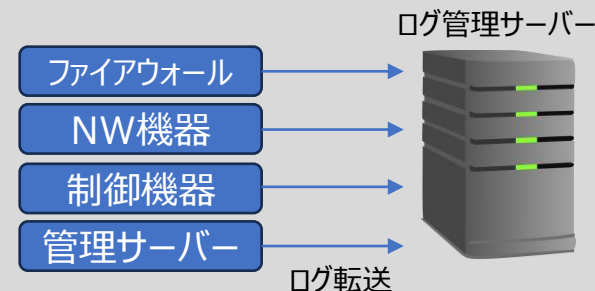 ログ管理サーバー
ファイアウォール
NW機器
制御機器
管理サーバー
ログ転送